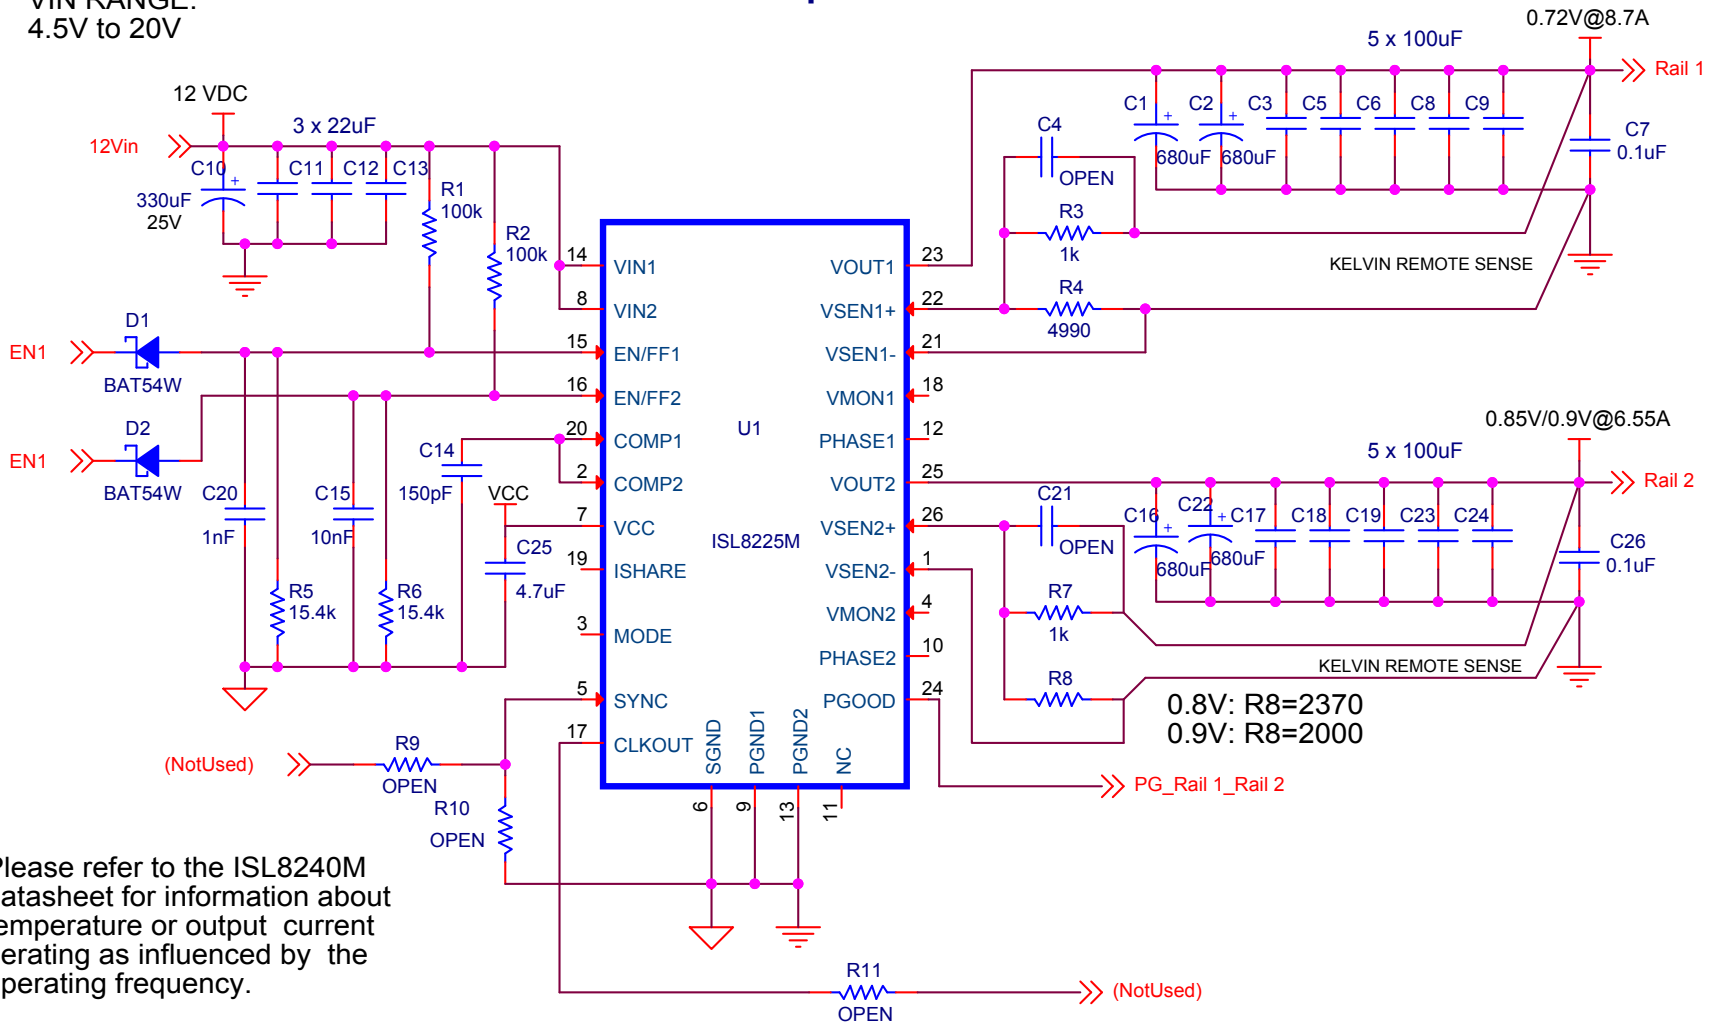 4.5V to 20V
0.72V@8.7A
5 x 100uF
Rail 1
12 VDC
3 x 22uF
12Vin
C10
330uF
25V
C11
C12
C13
R1
100k
R2
100k
C1
680uF
C2
680uF
C3
C5
C6
C8
C9
C7
0.1uF
C4
OPEN
R3
1k
R4
4990
KELVIN REMOTE SENSE
14
VIN1
8
VIN2
15
EN/FF1
16
EN/FF2
20
COMP1
2
COMP2
7
VCC
19
ISHARE
3
MODE
5
SYNC
17
CLKOUT
U1
ISL8225M
VOUT1
23
VSEN1+
22
VSEN1-
21
VMON1
18
PHASE1
12
VOUT2
25
VSEN2+
26
VSEN2-
1
VMON2
4
PHASE2
10
PGOOD
24
SGND
6
PGND1
9
PGND2
13
NC
11
EN1
D1
BAT54W
EN1
D2
BAT54W
C20
1nF
C15
10nF
C14
150pF
VCC
C25
4.7uF
R5
15.4k
R6
15.4k
0.85V/0.9V@6.55A
5 x 100uF
Rail 2
C16
680uF
C22
680uF
C17
C18
C19
C23
C24
C26
0.1uF
C21
OPEN
R7
1k
R8
KELVIN REMOTE SENSE
0.8V: R8=2370
0.9V: R8=2000
PG_Rail 1_Rail 2
(NotUsed)
R9
OPEN
R10
OPEN
R11
OPEN
(NotUsed)
refer to the ISL8240M
for information about
or output current
as influenced by the
frequency.